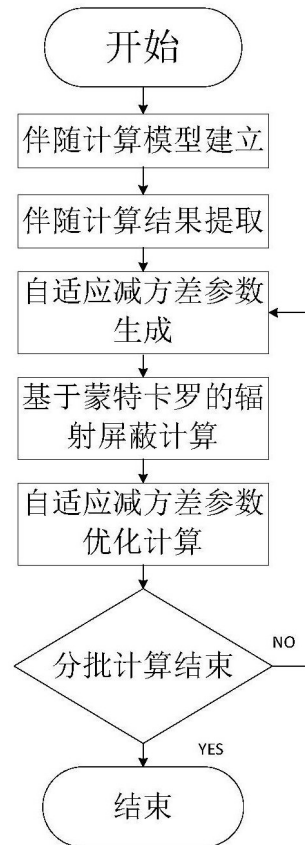 开始
伴随计算模型建立
伴随计算结果提取
自适应减方差参数
生成
基于蒙特卡罗的辐
射屏蔽计算
自适应减方差参数
优化计算
分批计算结束
NO
YES
结束